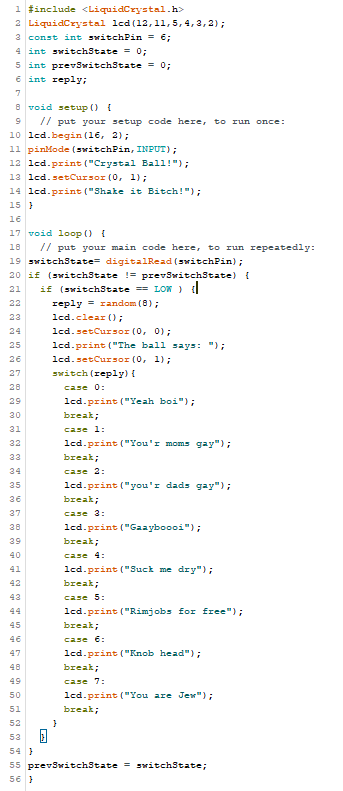 1 #include <LiquidCrystal.h>
2 LiquidCrystal lcd(12,11,5,4,3,2);
3 const int switchPin = 6;
4 int switchState = 0;
5 int prevSwitchState = 0;
6 int reply;
7
8 void setup() {
9 // put your setup code here, to run once:
10 lcd.begin(16, 2);
11 pinMode(switchPin,INPUT);
12 lcd.print("Crystal Ball!");
13 lcd.setCursor(0, 1);
14 lcd.print("Shake it Bitch!");
15 }
16
17 void loop() {
18 // put your main code here, to run repeatedly:
19 switchState= digitalRead(switchPin);
20 if (switchState != prevSwitchState) {
21 if (switchState == LOW ) {
22 reply = random(8);
23 lcd.clear();
24 lcd.setCursor(0, 0);
25 lcd.print("The ball says: ");
26 lcd.setCursor(0, 1);
27 switch(reply){
28 case 0:
29 lcd.print("Yeah boi");
30 break;
31 case 1:
32 lcd.print("You'r moms gay");
33 break;
34 case 2:
35 lcd.print("you'r dads gay");
36 break;
37 case 3:
38 lcd.print("Gaayboooi");
39 break;
40 case 4:
41 lcd.print("Suck me dry");
42 break;
43 case 5:
44 lcd.print("Rimjobs for free");
45 break;
46 case 6:
47 lcd.print("Knob head");
48 break;
49 case 7:
50 lcd.print("You are Jew");
51 break;
52 }
53 }
54 }
55 prevSwitchState = switchState;
56 }